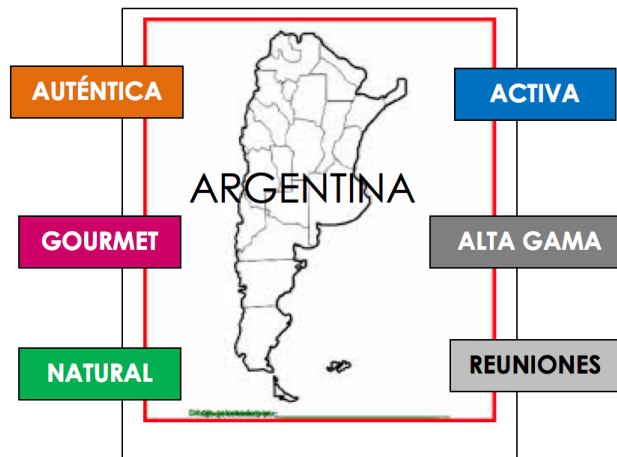 AUTÉNTICA
ACTIVA
ARGENTINA
GOURMET
ALTA GAMA
NATURAL
REUNIONES